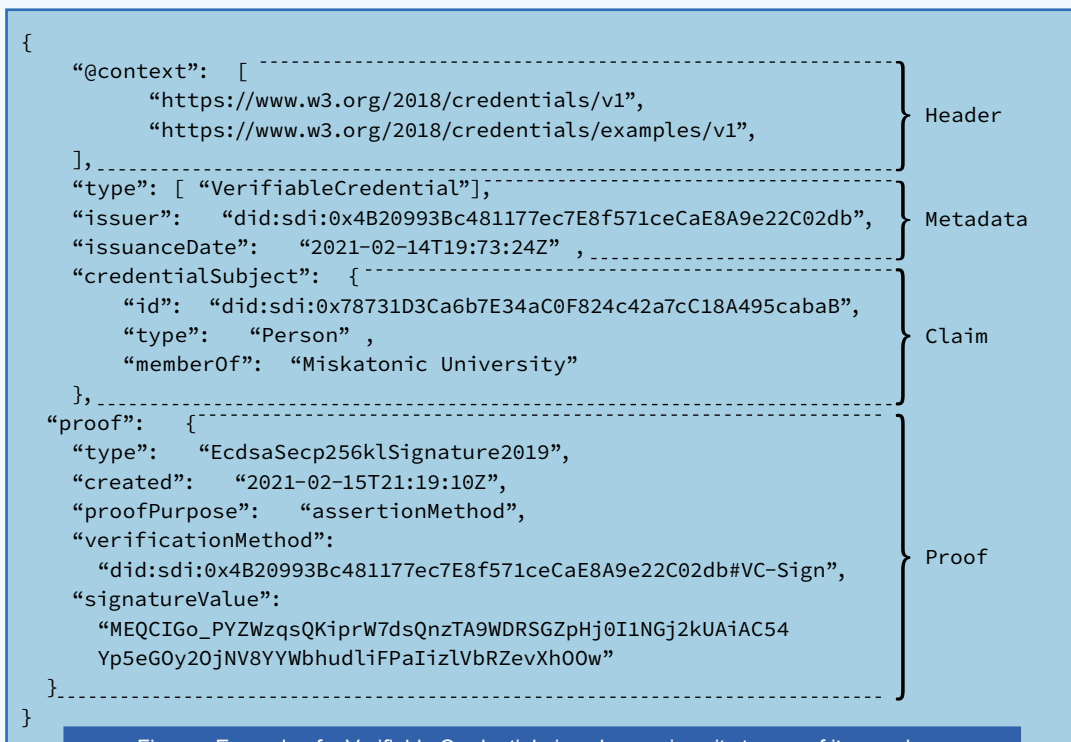 {
“@context”: [
“https://www.w3.org/2018/credentials/v1”,
“https://www.w3.org/2018/credentials/examples/v1”,
Header
],
“type”: [ “VerifiableCredential”],
“issuer”: “did:sdi:0x4B20993Bc481177ec7E8f571ceCaE8A9e22C02db”,
Metadata
“issuanceDate”: “2021-02-14T19:73:24Z” ,
“credentialSubject”: {
“id”: “did:sdi:0x78731D3Ca6b7E34aC0F824c42a7cC18A495cabaB”,
“type”: “Person” ,
Claim
“memberOf”: “Miskatonic University”
},
“proof”: {
“type”: “EcdsaSecp256klSignature2019”,
“created”: “2021-02-15T21:19:10Z”,
“proofPurpose”: “assertionMethod”,
“verificationMethod”:
Proof
“did:sdi:0x4B20993Bc481177ec7E8f571ceCaE8A9e22C02db#VC-Sign”,
“signatureValue”:
“MEQCIGo_PYZWzqsQKiprW7dsQnzTA9WDRSGZpHj0I1NGj2kUAiAC54
Yp5eGOy2OjNV8YYWbhudliFPaIizlVbRZevXhOOw”
}
}